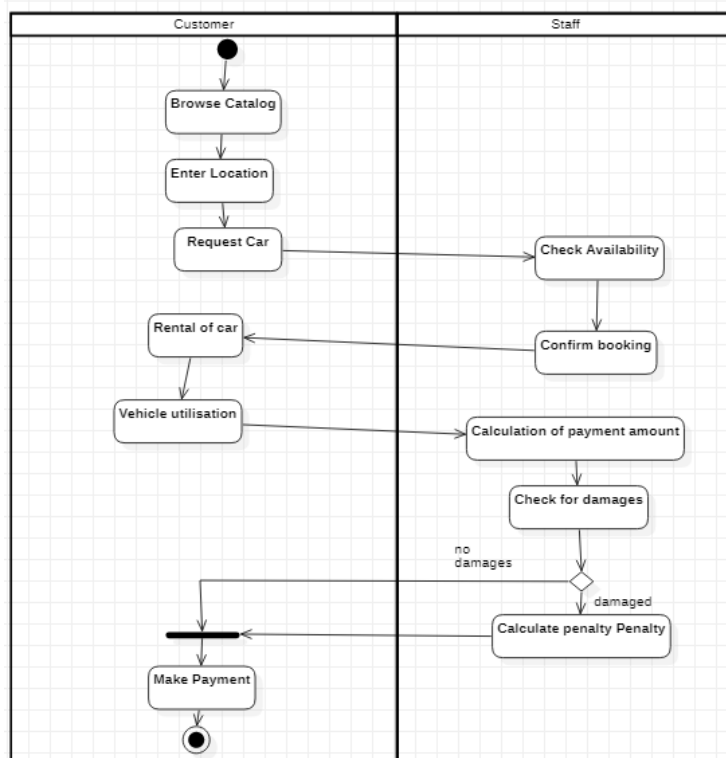 Customer
Staff
Browse Catalog
Enter Location
Request Car
Check Availability
Rental of car
Confirm booking
Vehicle utilisation
Calculation of payment amount
Check for damages
no
damages
damaged
Calculate penalty Penalty
Make Payment